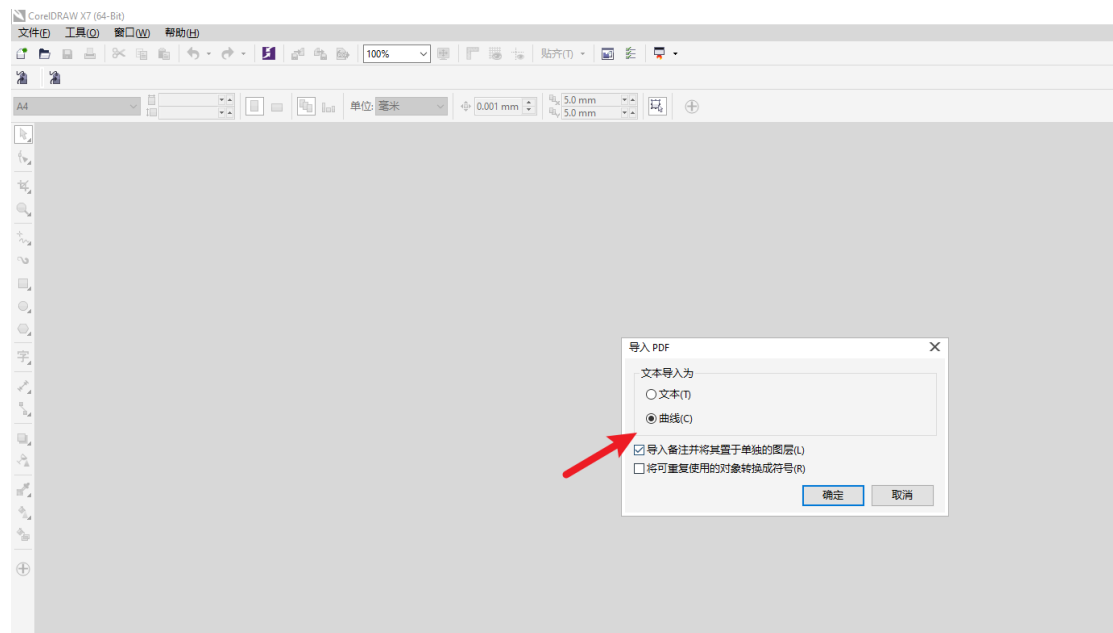 CorelDRAW X7 (64-Bit)
文件(F) 工具(O) 窗口(W) 帮助(H)
100% 贴齐(T)
A4 单位: 毫米 0.001 mm 5.0 mm
5.0 mm
字
导入 PDF
文本导入为
文本(T)
曲线(C)
导入备注并将其置于单独的图层(L)
将可重复使用的对象转换成符号(R)
确定 取消